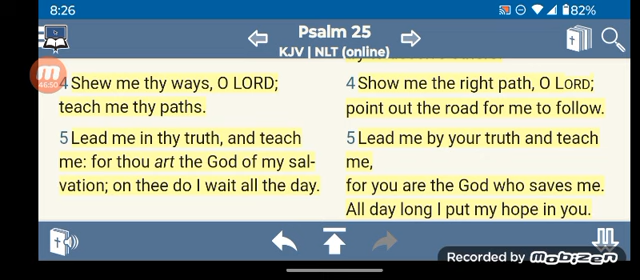 8:26
82%
Psalm 25
KJV | NLT (online)
46:50
4 Shew me thy ways, O LORD;
teach me thy paths.
5 Lead me in thy truth, and teach
me: for thou art the God of my sal-
vation; on thee do I wait all the day.
4 Show me the right path, O LORD;
point out the road for me to follow.
5 Lead me by your truth and teach
me,
for you are the God who saves me.
All day long I put my hope in you.
Recorded by mobizen